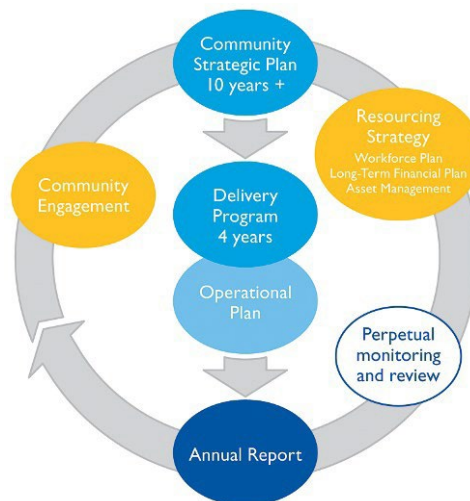 Community
Strategic Plan
10 years +
Resourcing
Strategy
Workforce Plan
Long-Term Financial Plan
Asset Management
Community
Engagement
Delivery
Program
4 years
Operational
Plan
Perpetual
monitoring
and review
Annual Report